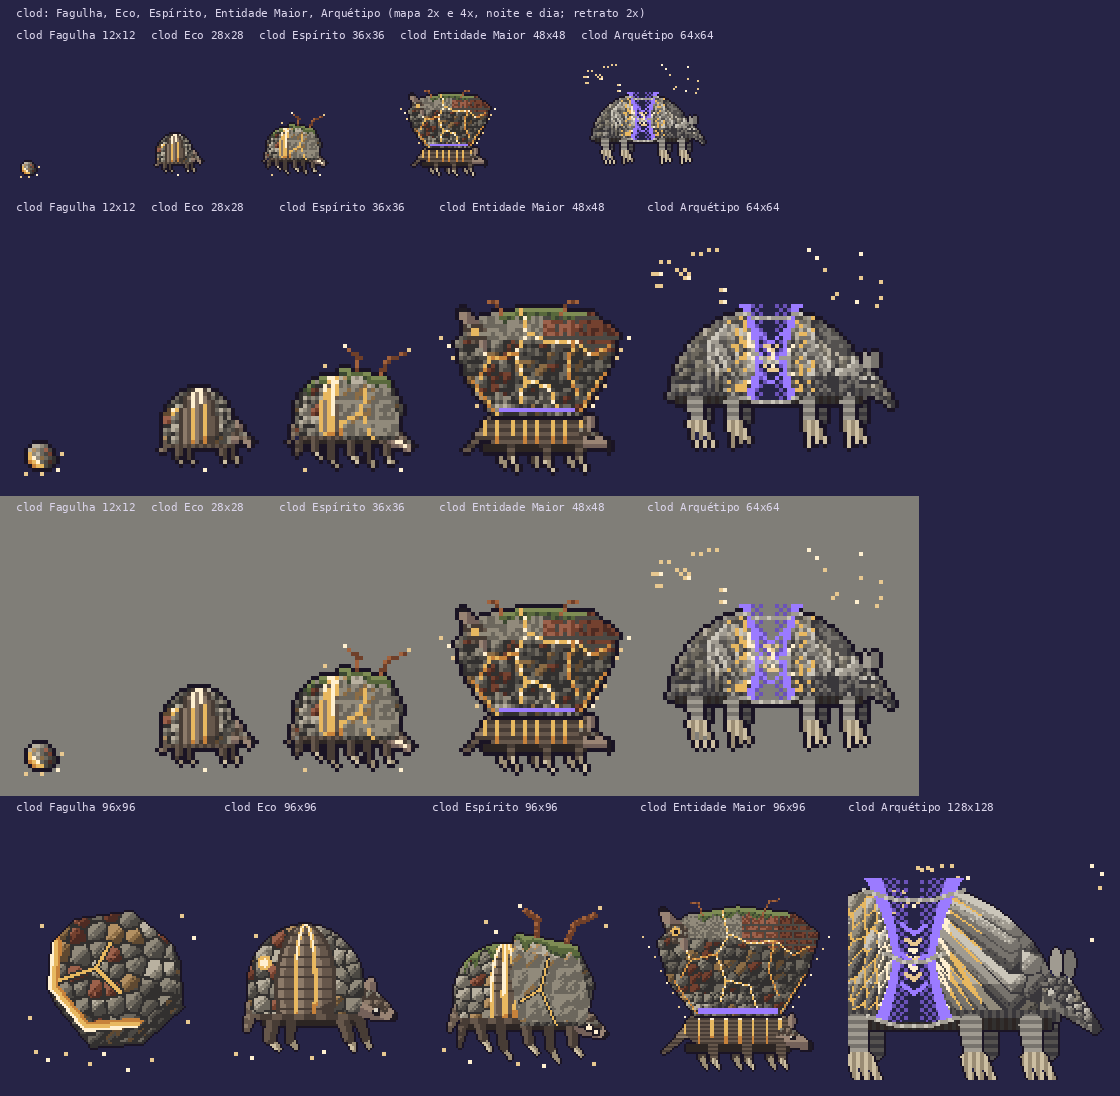 clod: Fagulha, Eco, Espírito, Entidade Maior, Arquétipo (mapa 2x e 4x, noite e dia; retrato 2x)
clod Fagulha 12x12 clod Eco 28x28 clod Espírito 36x36 clod Entidade Maior 48x48 clod Arquétipo 64x64
clod Fagulha 12x12 clod Eco 28x28 clod Espírito 36x36 clod Entidade Maior 48x48 clod Arquétipo 64x64
clod Fagulha 12x12 clod Eco 28x28 clod Espírito 36x36 clod Entidade Maior 48x48 clod Arquétipo 64x64
clod Fagulha 96x96 clod Eco 96x96 clod Espírito 96x96 clod Entidade Maior 96x96 clod Arquétipo 128x128